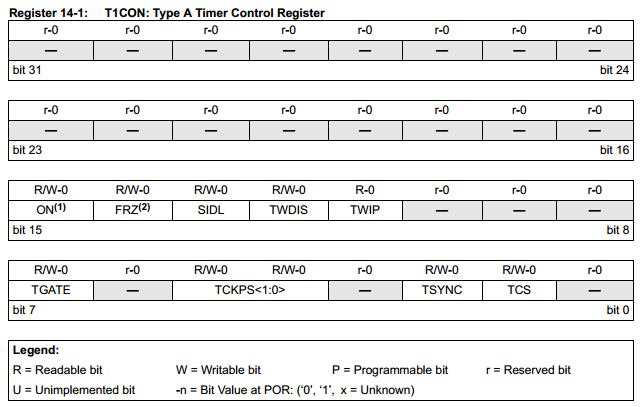 Register 14-1: T1CON: Type A Timer Control Register
r-0 r-0 r-0 r-0 r-0 r-0 r-0 r-0
— — — — — — — —
bit 31 bit 24
r-0 r-0 r-0 r-0 r-0 r-0 r-0 r-0
— — — — — — — —
bit 23 bit 16
R/W-0 R/W-0 R/W-0 R/W-0 R-0 r-0 r-0 r-0
ON(1) FRZ(2) SIDL TWDIS TWIP — — —
bit 15 bit 8
R/W-0 r-0 R/W-0 R/W-0 r-0 R/W-0 R/W-0 r-0
TGATE — TCKPS<1:0> — TSYNC TCS —
bit 7 bit 0
Legend:
R = Readable bit W = Writable bit P = Programmable bit r = Reserved bit
U = Unimplemented bit -n = Bit Value at POR: (‘0’, ‘1’, x = Unknown)